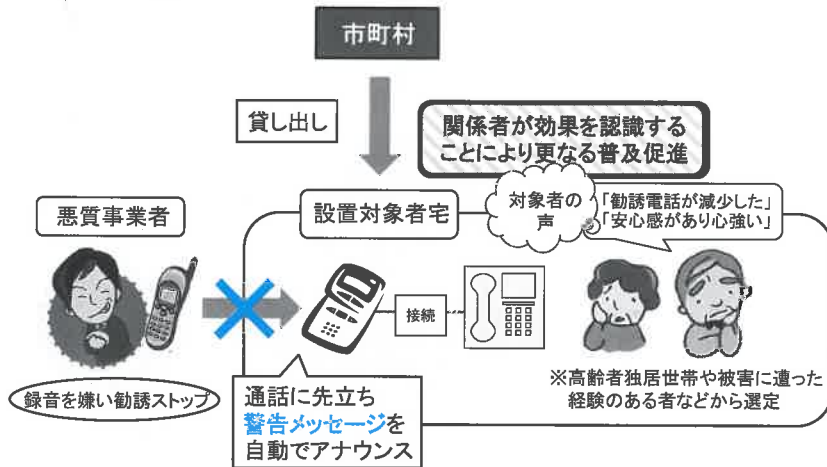 市町村
貸し出し
関係者が効果を認識する
ことにより更なる普及促進
悪質事業者
設置対象者宅
対象者の
声
「勧誘電話が減少した」
「安心感があり心強い」
接続
録音を嫌い勧誘ストップ
通話に先立ち
警告メッセージを
自動でアナウンス
※高齢者独居世帯や被害に遭った
経験のある者などから選定